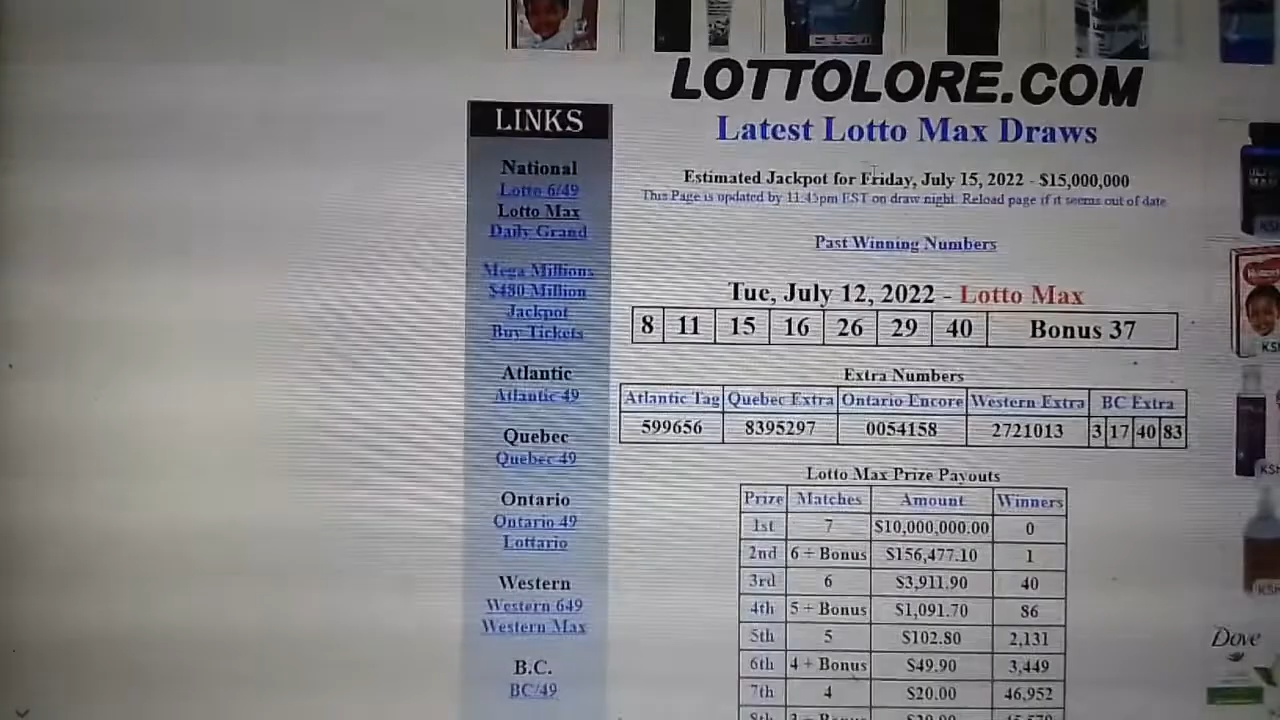 LOTTOLORE.COM
Latest Lotto Max Draws
Estimated Jackpot for Friday, July 15, 2022 - $15,000,000
This Page is updated by 11:45pm EST on draw night. Reload page if it seems out of date
Past Winning Numbers
Tue, July 12, 2022 - Lotto Max
8 11 15 16 26 29 40 Bonus 37
Extra Numbers
Atlantic Tag Quebec Extra Ontario Encore Western Extra BC Extra
599656 8395297 0054158 2721013 3 17 40 83
Lotto Max Prize Payouts
Prize Matches Amount Winners
1st 7 $10,000,000.00 0
2nd 6 + Bonus $156,477.10 1
3rd 6 $3,911.90 40
4th 5 + Bonus $1,091.70 86
5th 5 $102.80 2,131
6th 4 + Bonus $49.90 3,449
7th 4 $20.00 46,952
LINKS
National
Lotto 6/49
Lotto Max
Daily Grand
Mega Millions
$480 Million
Jackpot
Buy Tickets
Atlantic
Atlantic 49
Quebec
Quebec 49
Ontario
Ontario 49
Lottario
Western
Western 649
Western Max
B.C.
BC/49
Dove